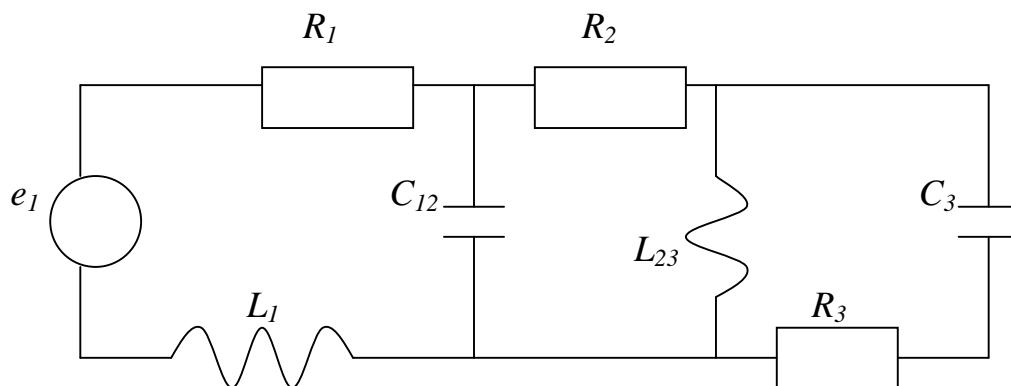 R₁
R₂
e₁
C₁₂
C₃
L₂₃
L₁
R₃